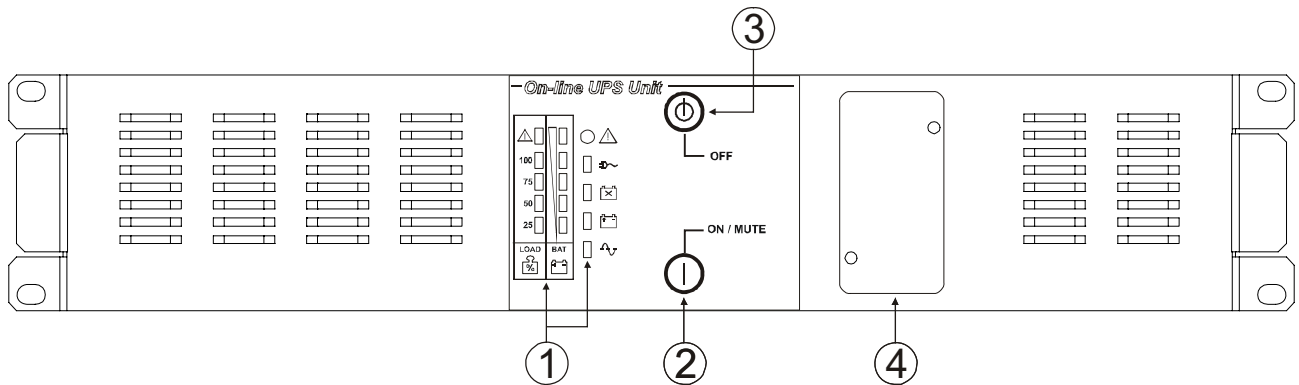 3
On-line UPS Unit
OFF
100
75
50
25
LOAD BAT
%
ON / MUTE
1 2 4